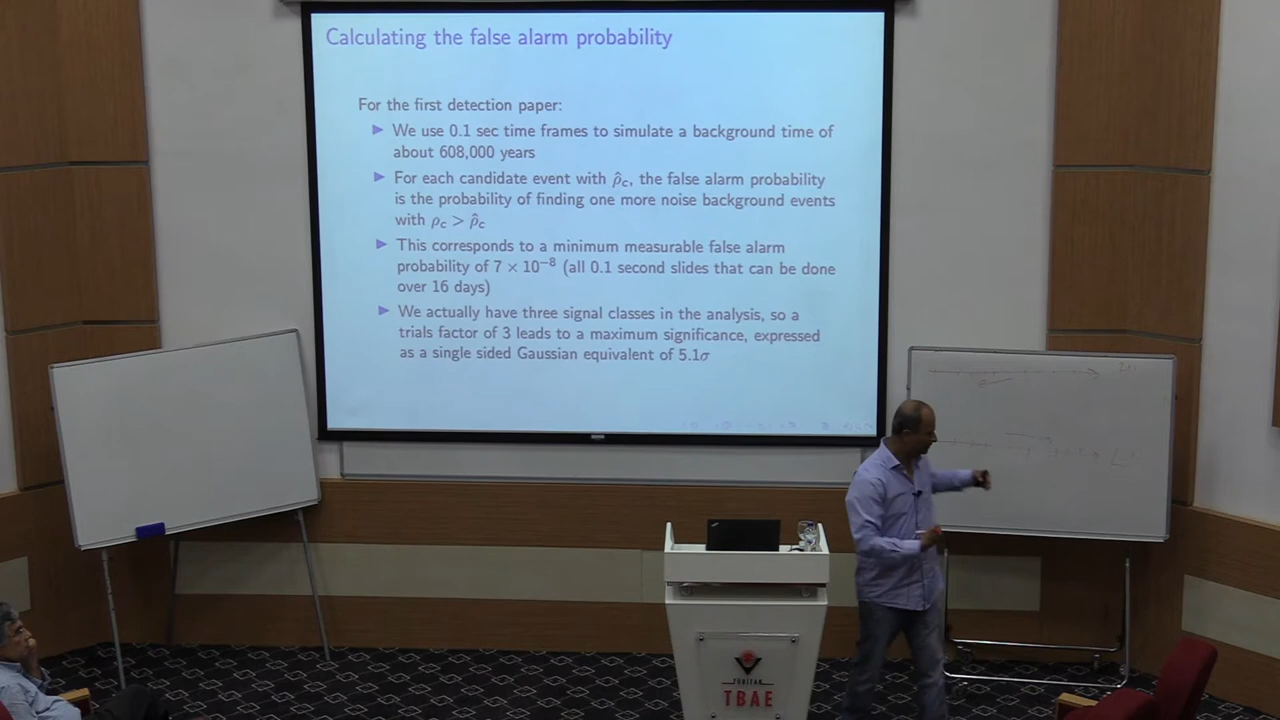 Calculating the false alarm probability
For the first detection paper:
We use 0.1 sec time frames to simulate a background time of
about 608,000 years
For each candidate event with ρ̂c, the false alarm probability
is the probability of finding one more noise background events
with ρc > ρ̂c
This corresponds to a minimum measurable false alarm
probability of 7 × 10⁻⁸ (all 0.1 second slides that can be done
over 16 days)
We actually have three signal classes in the analysis, so a
trials factor of 3 leads to a maximum significance, expressed
as a single sided Gaussian equivalent of 5.1σ
TÜBİTAK
TBAE